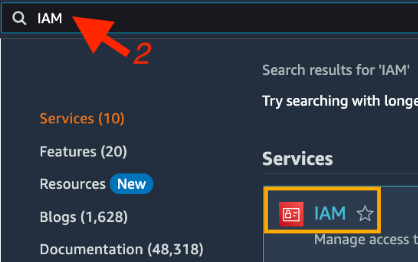 IAM
2
Search results for 'IAM'
Try searching with longe
Services (10)
Features (20)
Resources New
Blogs (1,628)
Documentation (48,318)
Services
IAM
Manage access t